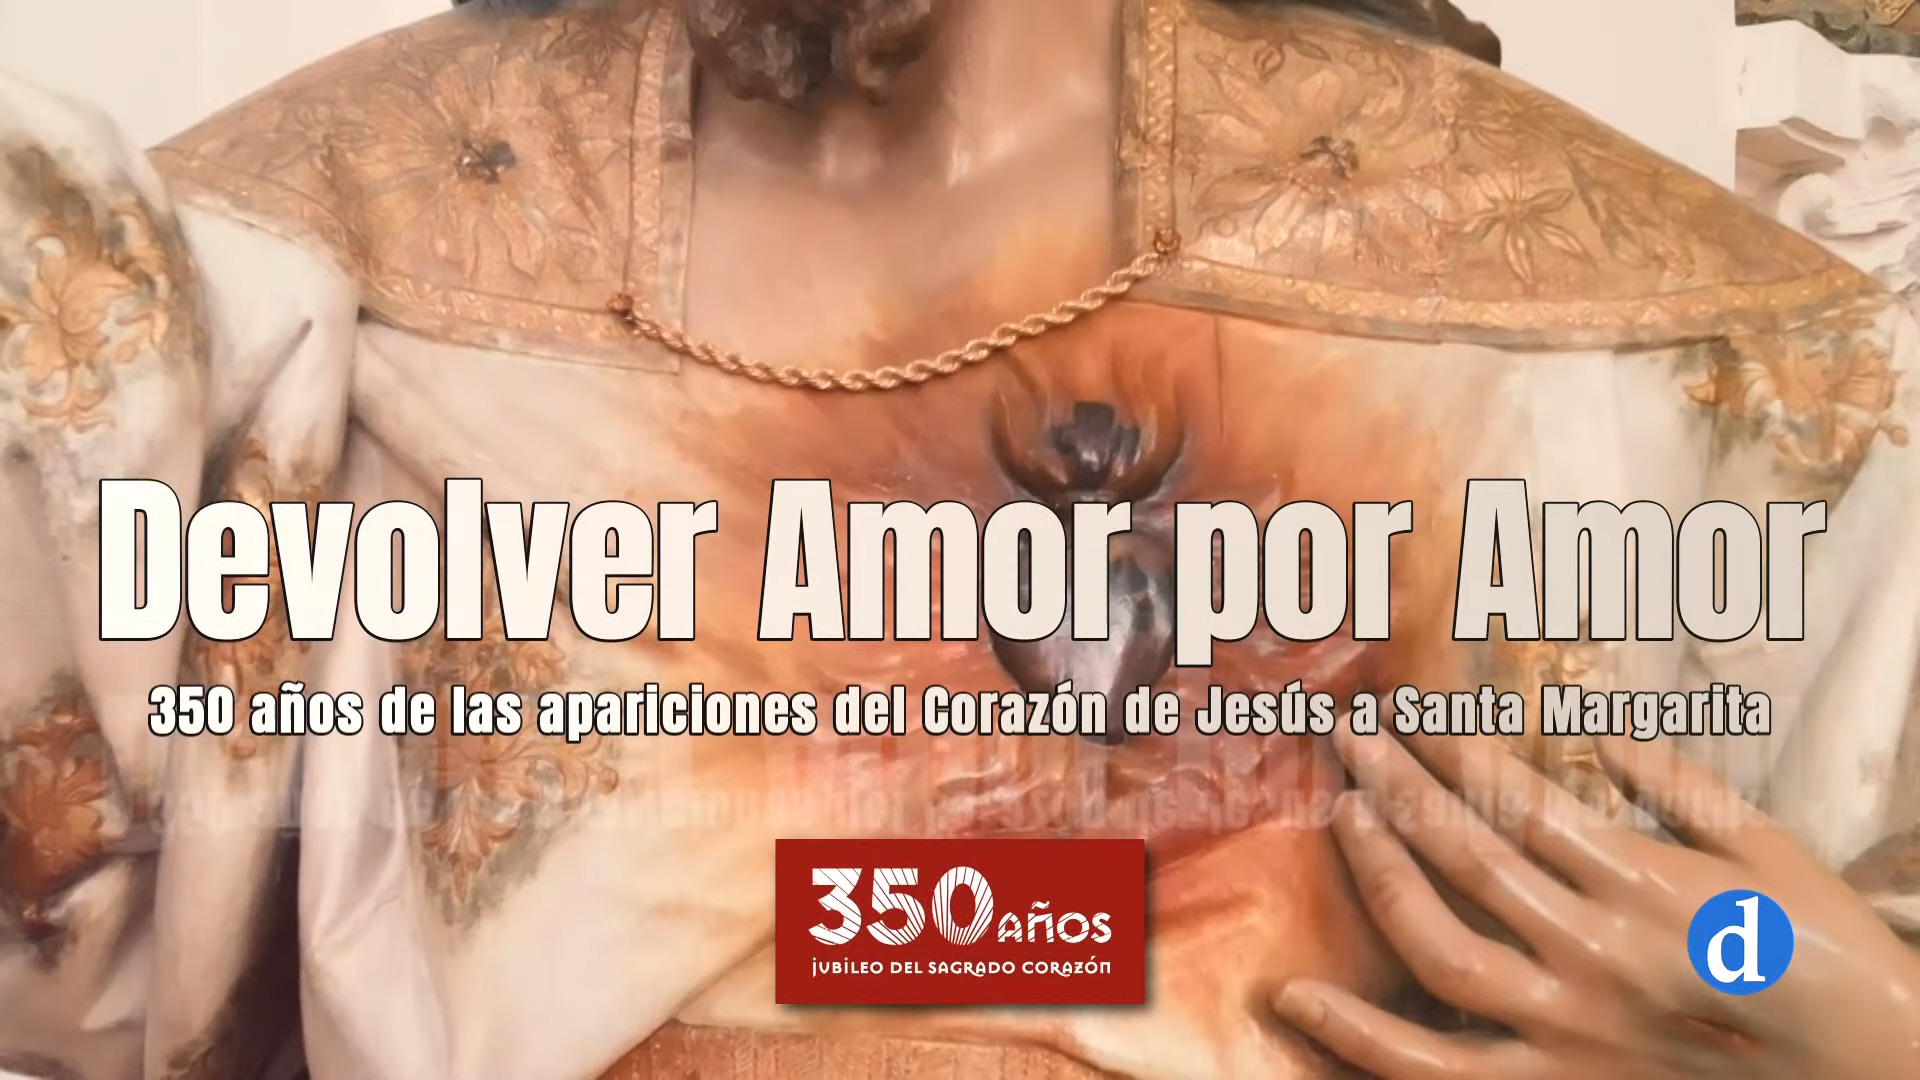 Devolver Amor por Amor
350 años de las apariciones del Corazón de Jesús a Santa Margarita
350 AÑOS
JUBILEO DEL SAGRADO CORAZÓN
d